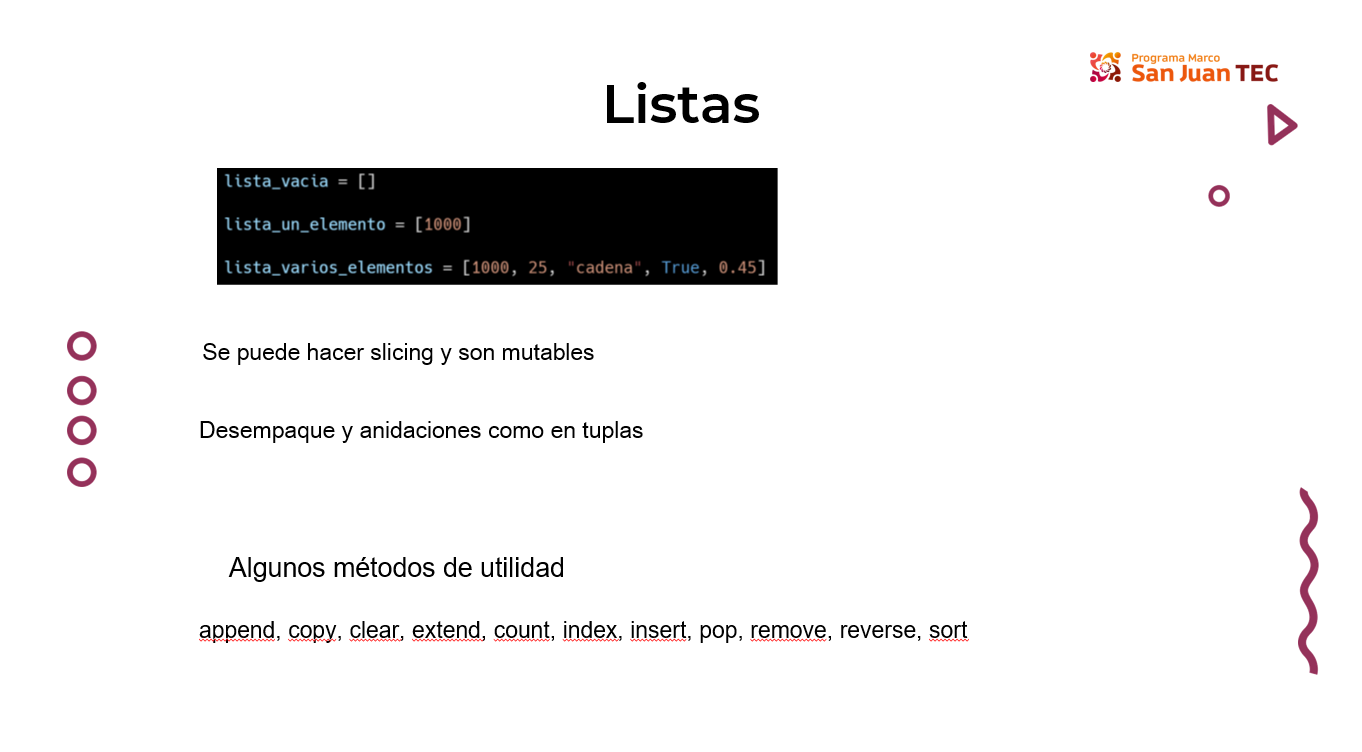 Programa Marco
San Juan TEC
Listas
lista_vacia = []
lista_un_elemento = [1000]
lista_varios_elementos = [1000, 25, "cadena", True, 0.45]
Se puede hacer slicing y son mutables
Desempaque y anidaciones como en tuplas
Algunos métodos de utilidad
append, copy, clear, extend, count, index, insert, pop, remove, reverse, sort